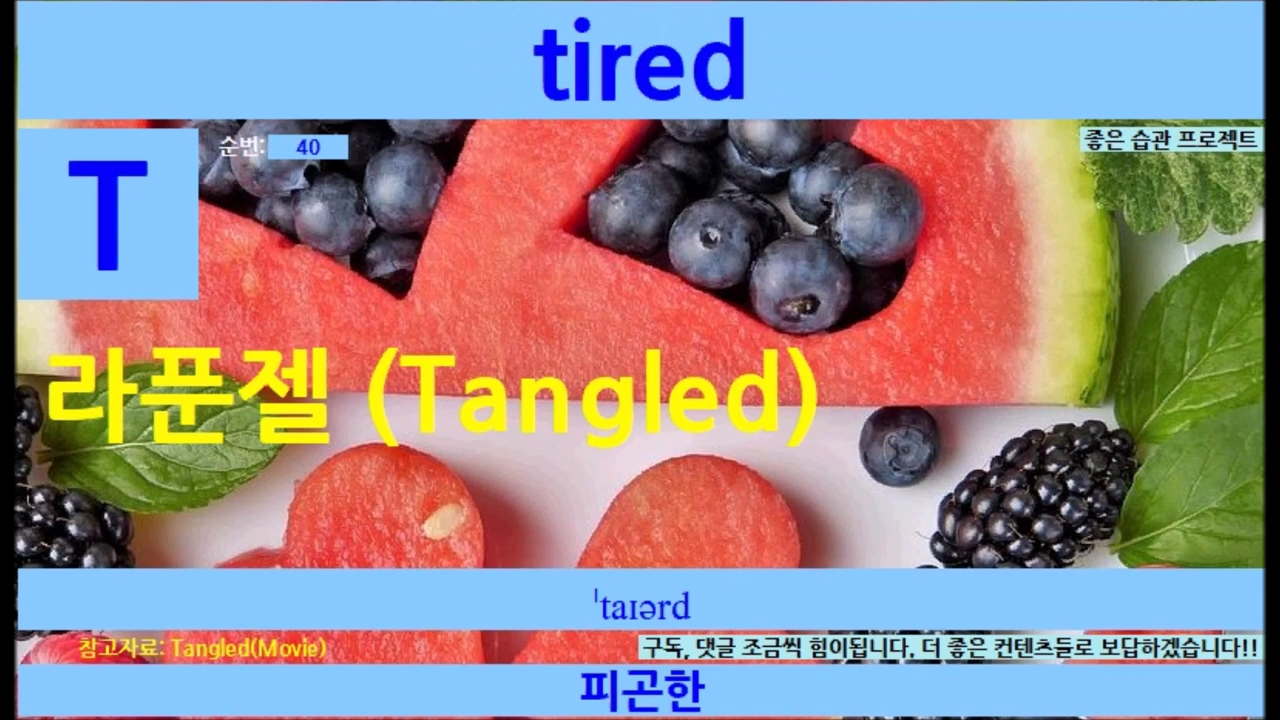 tired
T
순번: 40
좋은 습관 프로젝트
라푼젤 (Tangled)
ˈtaɪərd
참고자료: Tangled(Movie)
구독, 댓글 조금씩 힘이됩니다. 더 좋은 컨텐츠들로 보답하겠습니다!!
피곤한